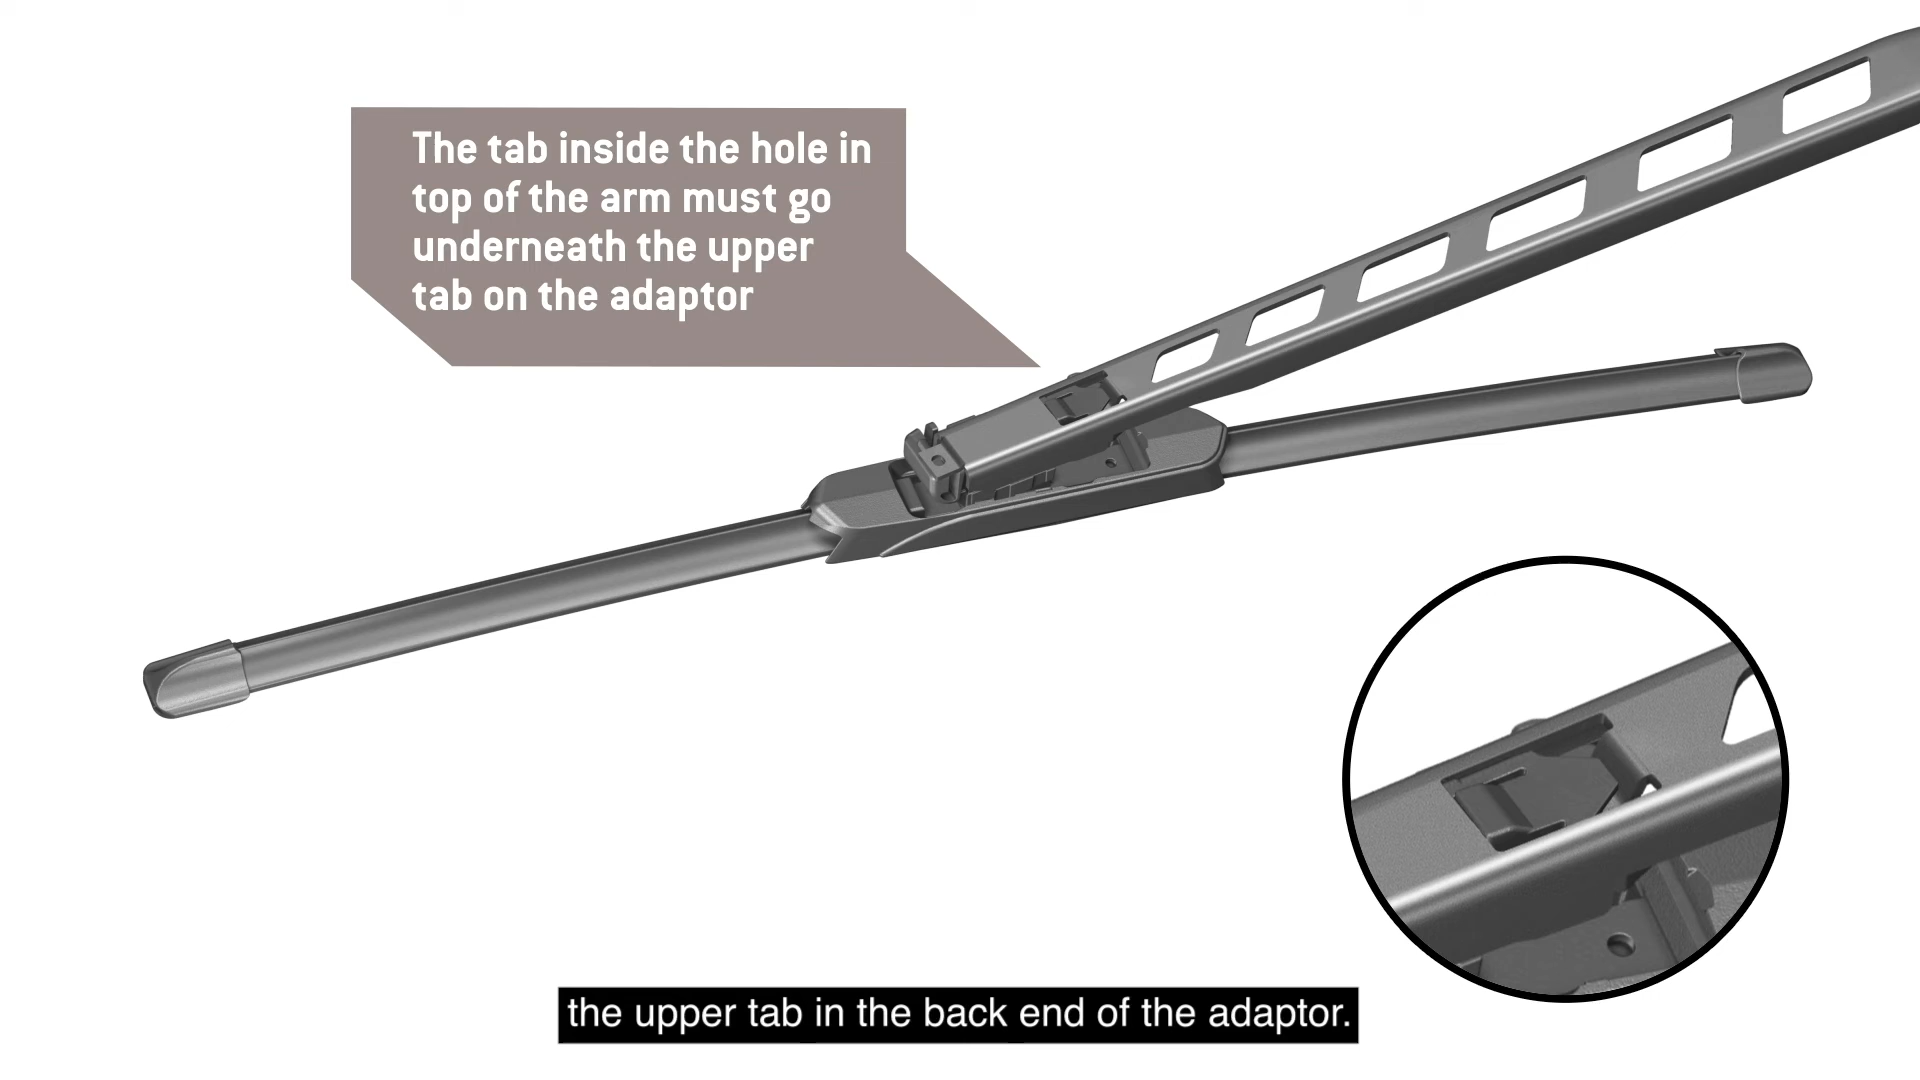 The tab inside the hole in
top of the arm must go
underneath the upper
tab on the adaptor
the upper tab in the back end of the adaptor.